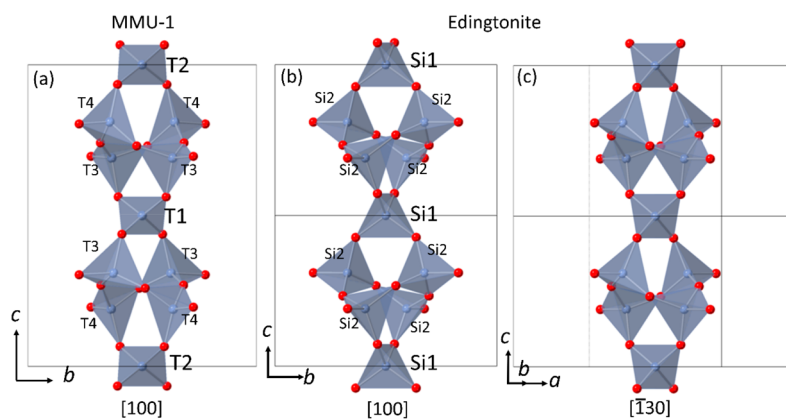 MMU-1
Edingtonite
(a)
T2
T4
T4
T3
T3
T1
T3
T3
T4
T4
T2
c
b
[100]
(b)
Si1
Si2
Si2
Si2
Si2
Si1
Si2
Si2
Si2
Si2
Si1
c
b
[100]
(c)
c
b
a
[1̅30]